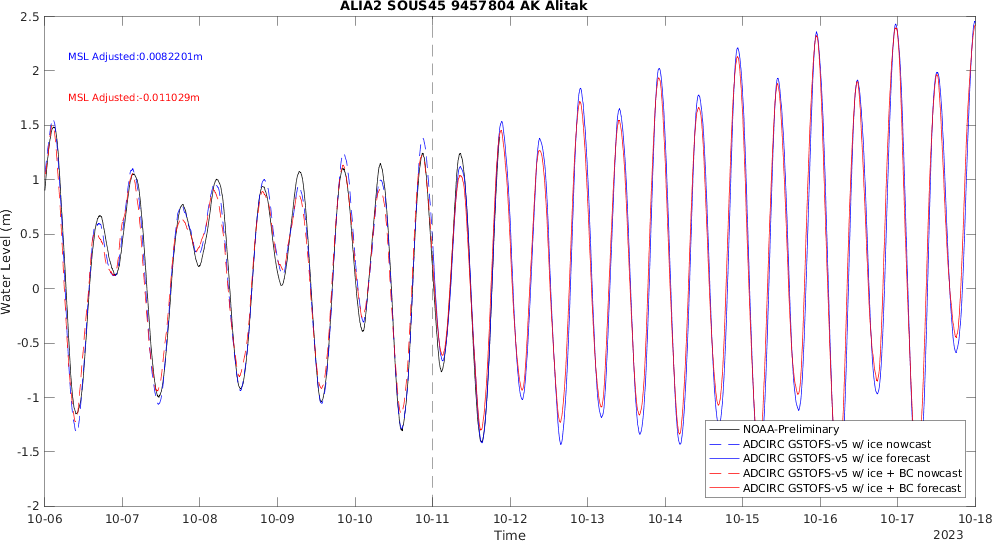 ALIA2 SOUS45 9457804 AK Alitak
MSL Adjusted:0.0082201m
MSL Adjusted:-0.011029m
Water Level (m)
2.5
2
1.5
1
0.5
0
-0.5
-1
-1.5
-2
NOAA-Preliminary
ADCIRC GSTOFS-v5 w/ ice nowcast
ADCIRC GSTOFS-v5 w/ ice forecast
ADCIRC GSTOFS-v5 w/ ice + BC nowcast
ADCIRC GSTOFS-v5 w/ ice + BC forecast
10-06 10-07 10-08 10-09 10-10 10-11 10-12 10-13 10-14 10-15 10-16 10-17 10-18
Time
2023